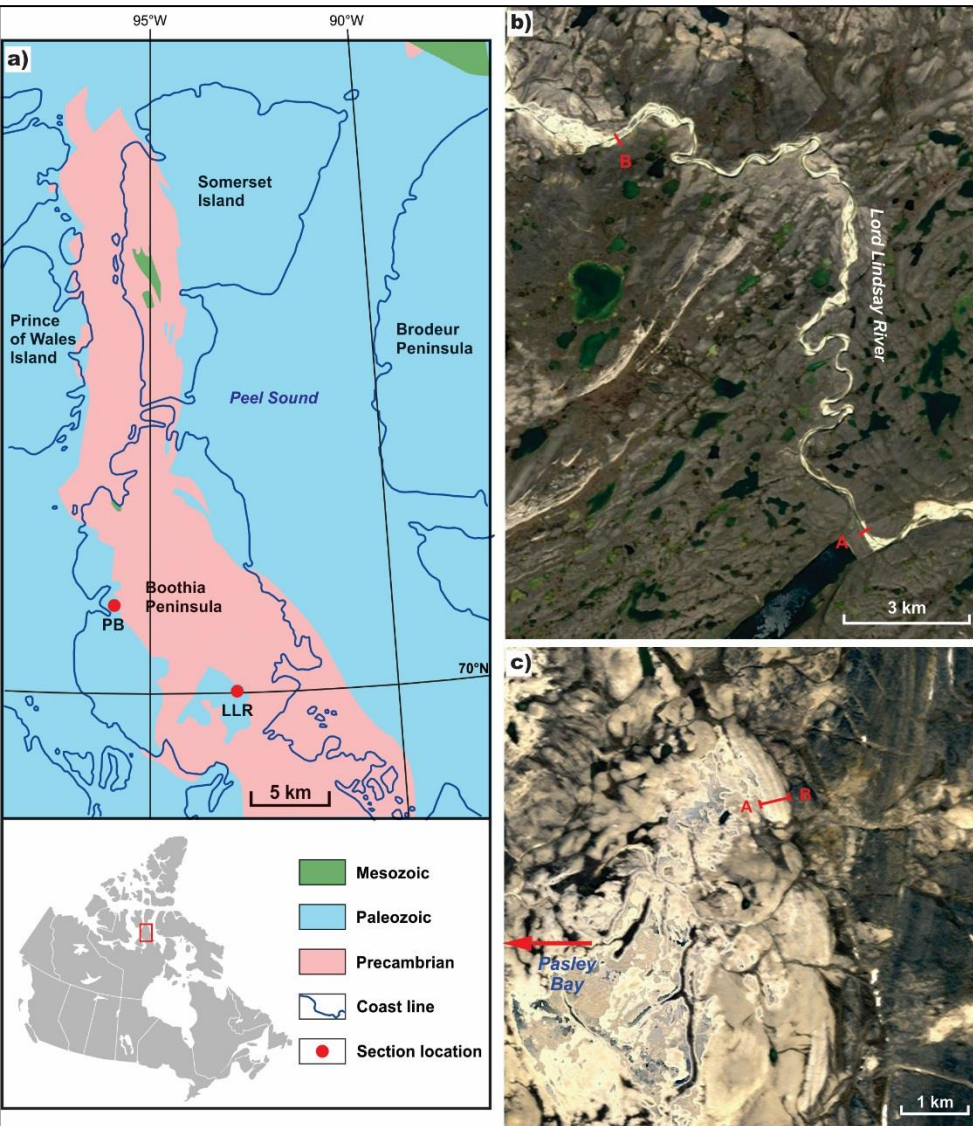 95°W
90°W
a)
Somerset
Island
Prince
of Wales
Island
Brodeur
Peninsula
Peel Sound
Boothia
Peninsula
PB
70°N
LLR
5 km
Mesozoic
Paleozoic
Precambrian
Coast line
Section location
b)
B
Lord Lindsay River
A
3 km
c)
A
B
Pasley
Bay
1 km